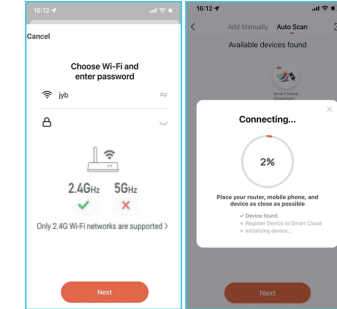 16:12
Cancel
Choose Wi-Fi and
enter password
jyb
2.4GHz 5GHz
Only 2.4G Wi-Fi networks are supported >
Next
16:12
Add Manually Auto Scan
Available devices found
Smart Home
Connecting...
2%
Place your router, mobile phone, and
device as close as possible
Device found
Register Device to Smart Cloud
Initializing device...
Next